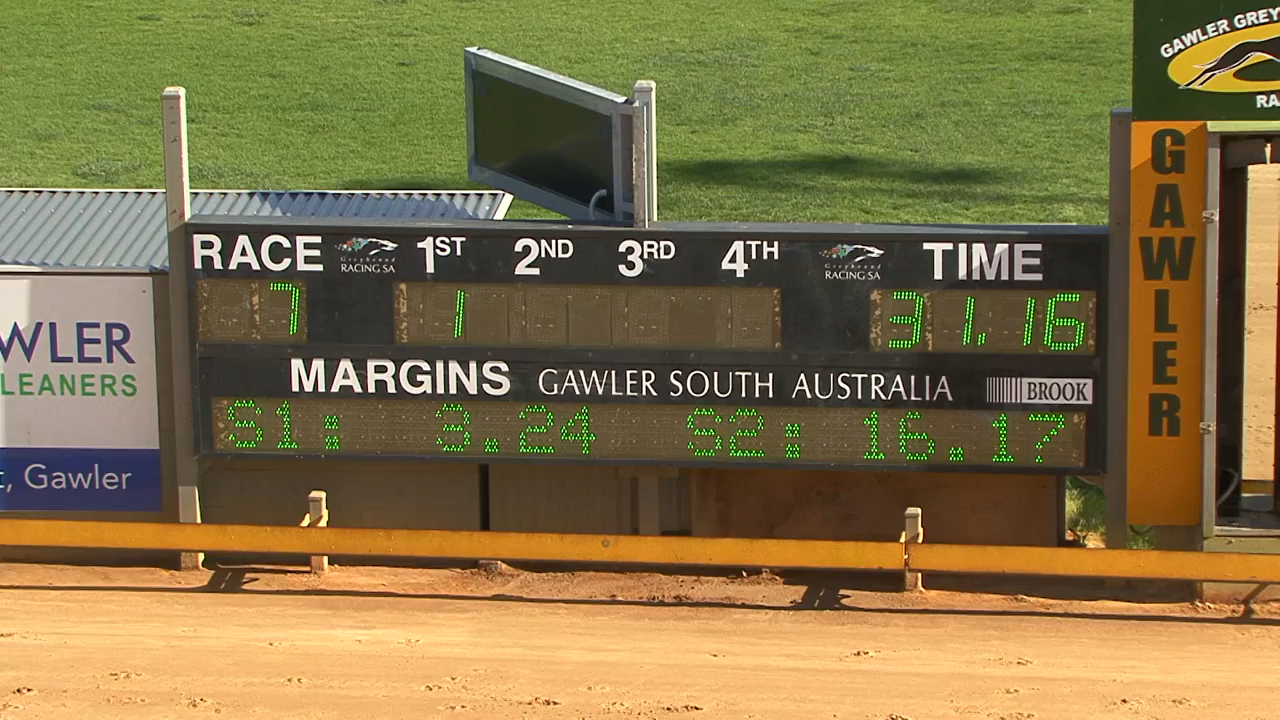 GAWLER GREY
RA
GAWLER
RACE Greyhound RACING SA 1ST 2ND 3RD 4TH Greyhound RACING SA TIME
7 1 31.16
MARGINS GAWLER SOUTH AUSTRALIA BROOK
S1: 3.24 S2: 16.17
WLER
LEANERS
, Gawler